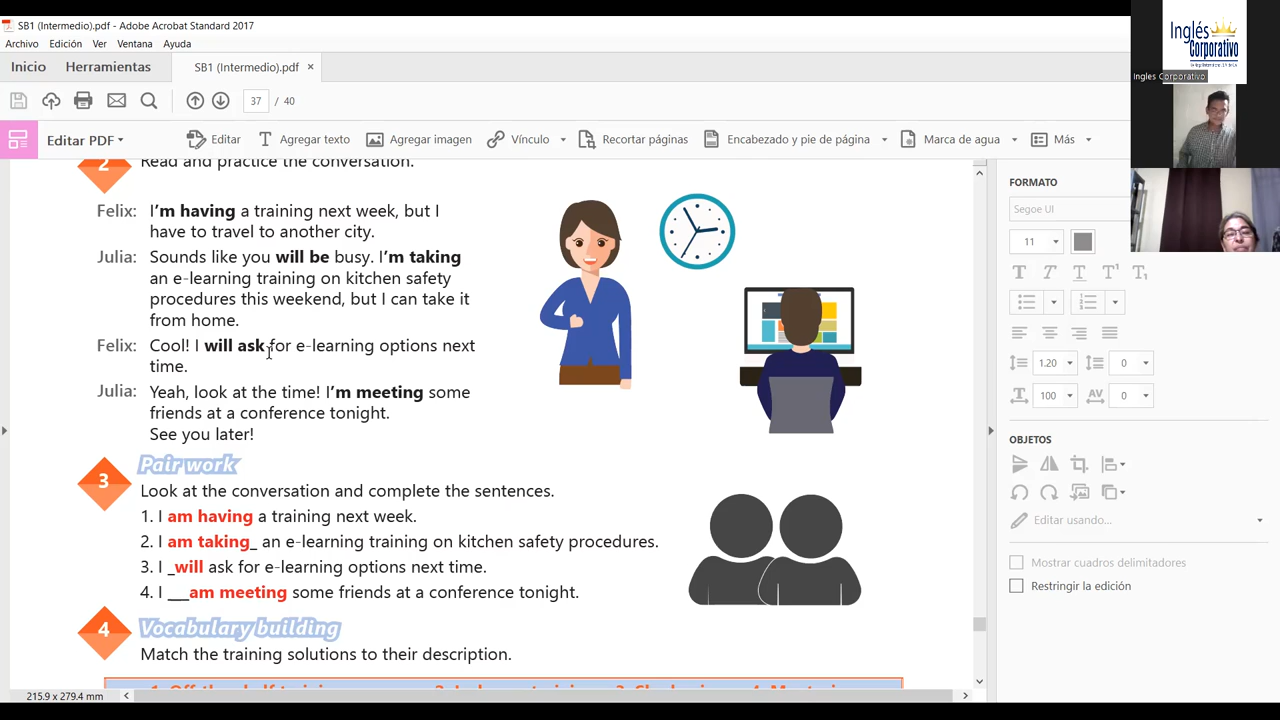 SB1 (Intermedio).pdf - Adobe Acrobat Standard 2017
Archivo Edición Ver Ventana Ayuda
Inicio Herramientas SB1 (Intermedio).pdf ×
37 / 40
Editar PDF Editar Agregar texto Agregar imagen Vínculo Recortar páginas Encabezado y pie de página Marca de agua Más
2 Read and practice the conversation.
Felix: I'm having a training next week, but I
have to travel to another city.
Julia: Sounds like you will be busy. I'm taking
an e-learning training on kitchen safety
procedures this weekend, but I can take it
from home.
Felix: Cool! I will ask for e-learning options next
time.
Julia: Yeah, look at the time! I'm meeting some
friends at a conference tonight.
See you later!
3 Pair work
Look at the conversation and complete the sentences.
1. I am having a training next week.
2. I am taking_ an e-learning training on kitchen safety procedures.
3. I _will ask for e-learning options next time.
4. I ___am meeting some friends at a conference tonight.
4 Vocabulary building
Match the training solutions to their description.
215.9 x 279.4 mm
FORMATO
Segoe UI
11
1.20 0
100 0
OBJETOS
Editar usando...
Mostrar cuadros delimitadores
Restringir la edición
Inglés
Corporativo
Ingles Corporativo